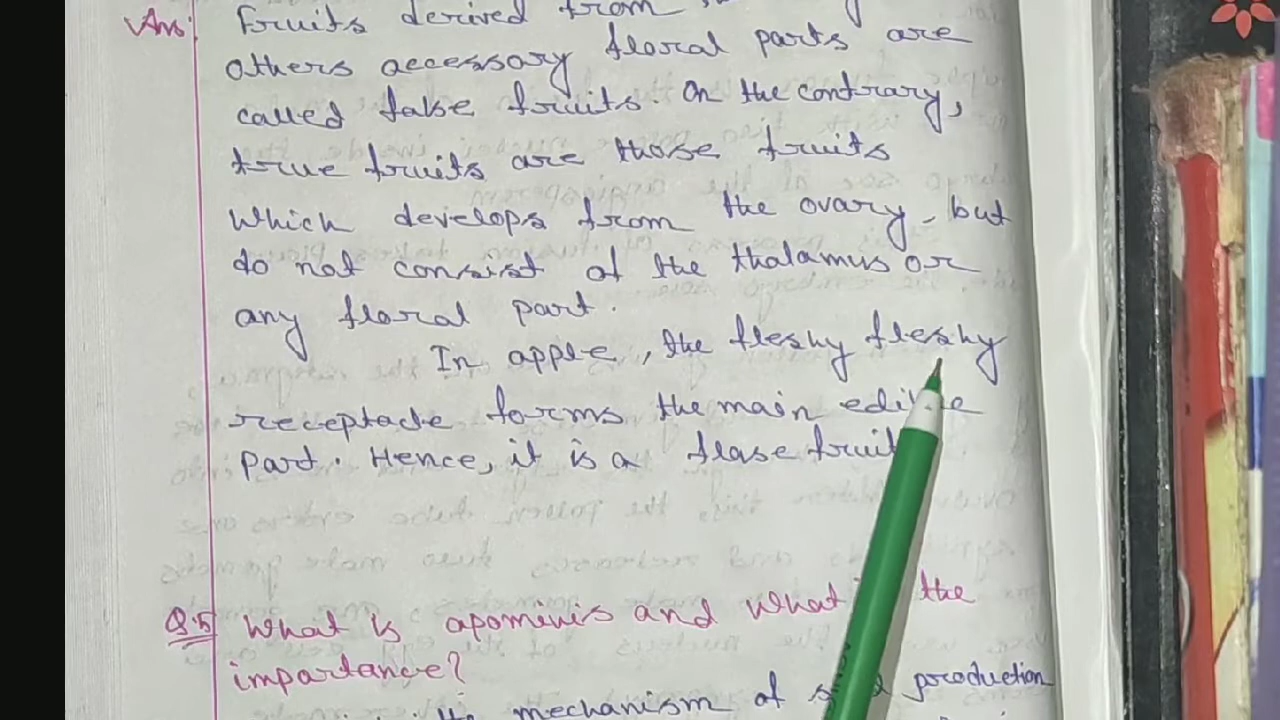 Ans: Fruits derived from
others accessory floral parts are
called false fruits. On the contrary,
true fruits are those fruits
which develops from the ovary, but
do not consist of the thalamus or
any floral part.
In apple, the fleshy fleshy
receptacle forms the main edible
part. Hence, it is a flase fruit
Q.5 What is apomixis and what the
importance?
mechanism of seed production